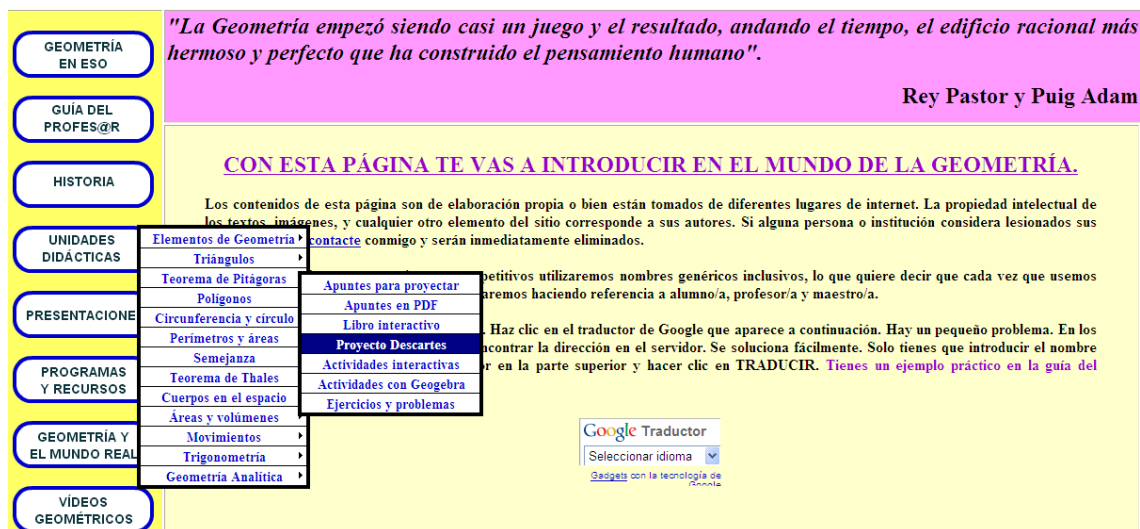 "La Geometría empezó siendo casi un juego y el resultado, andando el tiempo, el edificio racional más
hermoso y perfecto que ha construido el pensamiento humano".
Rey Pastor y Puig Adam
GEOMETRÍA
EN ESO
GUÍA DEL
PROFES@R
HISTORIA
UNIDADES
DIDÁCTICAS
PRESENTACIONE
PROGRAMAS
Y RECURSOS
GEOMETRÍA Y
EL MUNDO REAL
VÍDEOS
GEOMÉTRICOS
CON ESTA PÁGINA TE VAS A INTRODUCIR EN EL MUNDO DE LA GEOMETRÍA.
Los contenidos de esta página son de elaboración propia o bien están tomados de diferentes lugares de internet. La propiedad intelectual de
los textos, imágenes, y cualquier otro elemento del sitio corresponde a sus autores. Si alguna persona o institución considera lesionados sus
contacte conmigo y serán inmediatamente eliminados.
petitivos utilizaremos nombres genéricos inclusivos, lo que quiere decir que cada vez que usemos
aremos haciendo referencia a alumno/a, profesor/a y maestro/a.
. Haz clic en el traductor de Google que aparece a continuación. Hay un pequeño problema. En los
ncontrar la dirección en el servidor. Se soluciona fácilmente. Solo tienes que introducir el nombre
or en la parte superior y hacer clic en TRADUCIR. Tienes un ejemplo práctico en la guía del
Elementos de Geometría
Triángulos
Teorema de Pitágoras
Polígonos
Circunferencia y círculo
Perímetros y áreas
Semejanza
Teorema de Thales
Cuerpos en el espacio
Áreas y volúmenes
Movimientos
Trigonometría
Geometría Analítica
Apuntes para proyectar
Apuntes en PDF
Libro interactivo
Proyecto Descartes
Actividades interactivas
Actividades con Geogebra
Ejercicios y problemas
Google Traductor
Seleccionar idioma
Gadgets con la tecnología de
Google